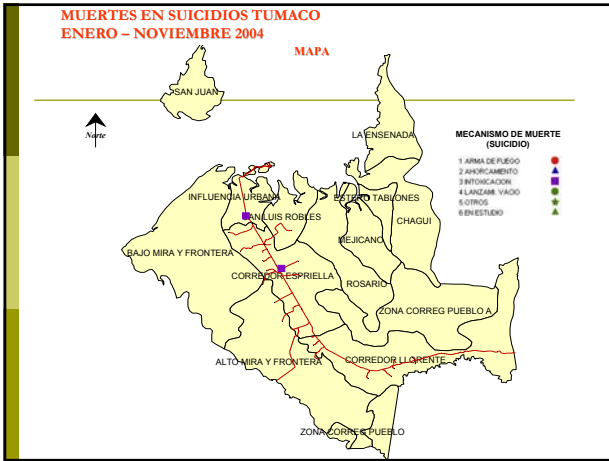 MUERTES EN SUICIDIOS TUMACO
ENERO – NOVIEMBRE 2004
MAPA
SAN JUAN
Norte
LA ENSENADA
MECANISMO DE MUERTE
(SUICIDIO)
1 ARMA DE FUEGO
2 AHORCAMIENTO
3 INTOXICACION
4 LANZAMI. VACIO
5 OTROS
6 EN ESTUDIO
INFLUENCIA URBANA
ESTERO TABLONES
AN LUIS ROBLES
CHAGUI
MEJICANO
BAJO MIRA Y FRONTERA
CORREDOR ESPRIELLA
ROSARIO
ZONA CORREG PUEBLO A
ALTO MIRA Y FRONTERA
CORREDOR LLORENTE
ZONA CORREG PUEBLO